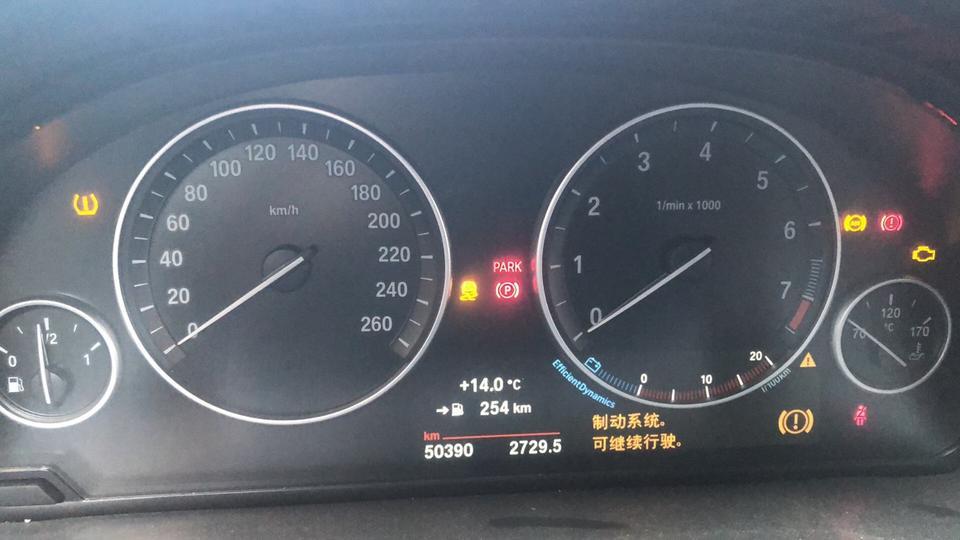 0
20
40
60
80
100
120
140
160
180
200
220
240
260
km/h
0
1
2
3
4
5
6
7
1/min x 1000
0
1/2
1
PARK
(P)
ABS
70
120
170
°C
+14.0 °C
254 km
km
50390
2729.5
EfficientDynamics
0
10
20
l/100km
制动系统。
可继续行驶。